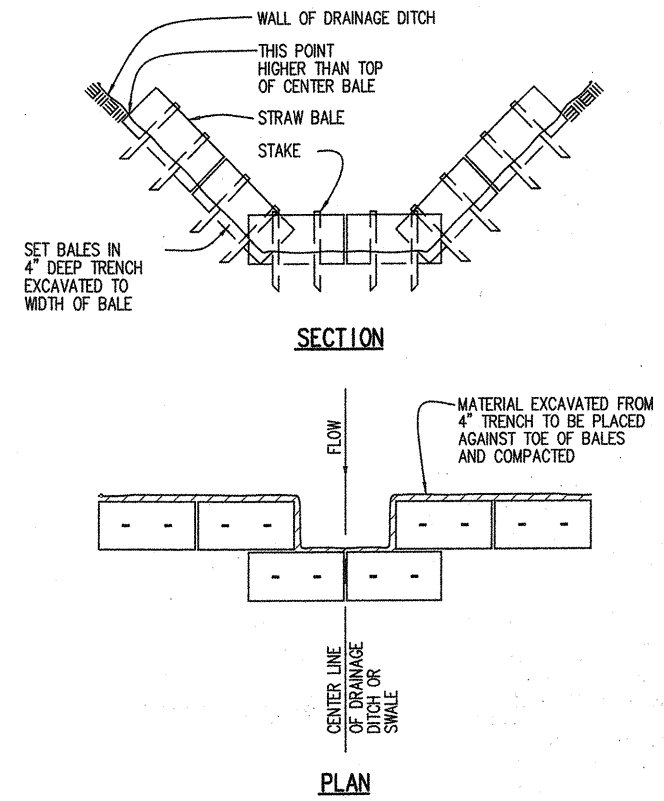 WALL OF DRAINAGE DITCH
THIS POINT
HIGHER THAN TOP
OF CENTER BALE
STRAW BALE
STAKE
SET BALES IN
4" DEEP TRENCH
EXCAVATED TO
WIDTH OF BALE
SECTION
FLOW
MATERIAL EXCAVATED FROM
4" TRENCH TO BE PLACED
AGAINST TOE OF BALES
AND COMPACTED
CENTER LINE
OF DRAINAGE
DITCH OR
SWALE
PLAN